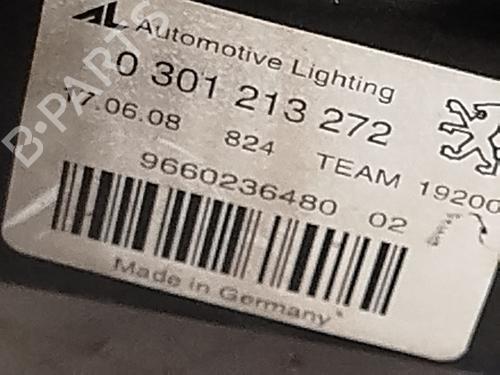 AL Automotive Lighting
0 301 213 272
17.06.08 824 TEAM 19200
9660236480 02
Made in Germany
B-PARTS